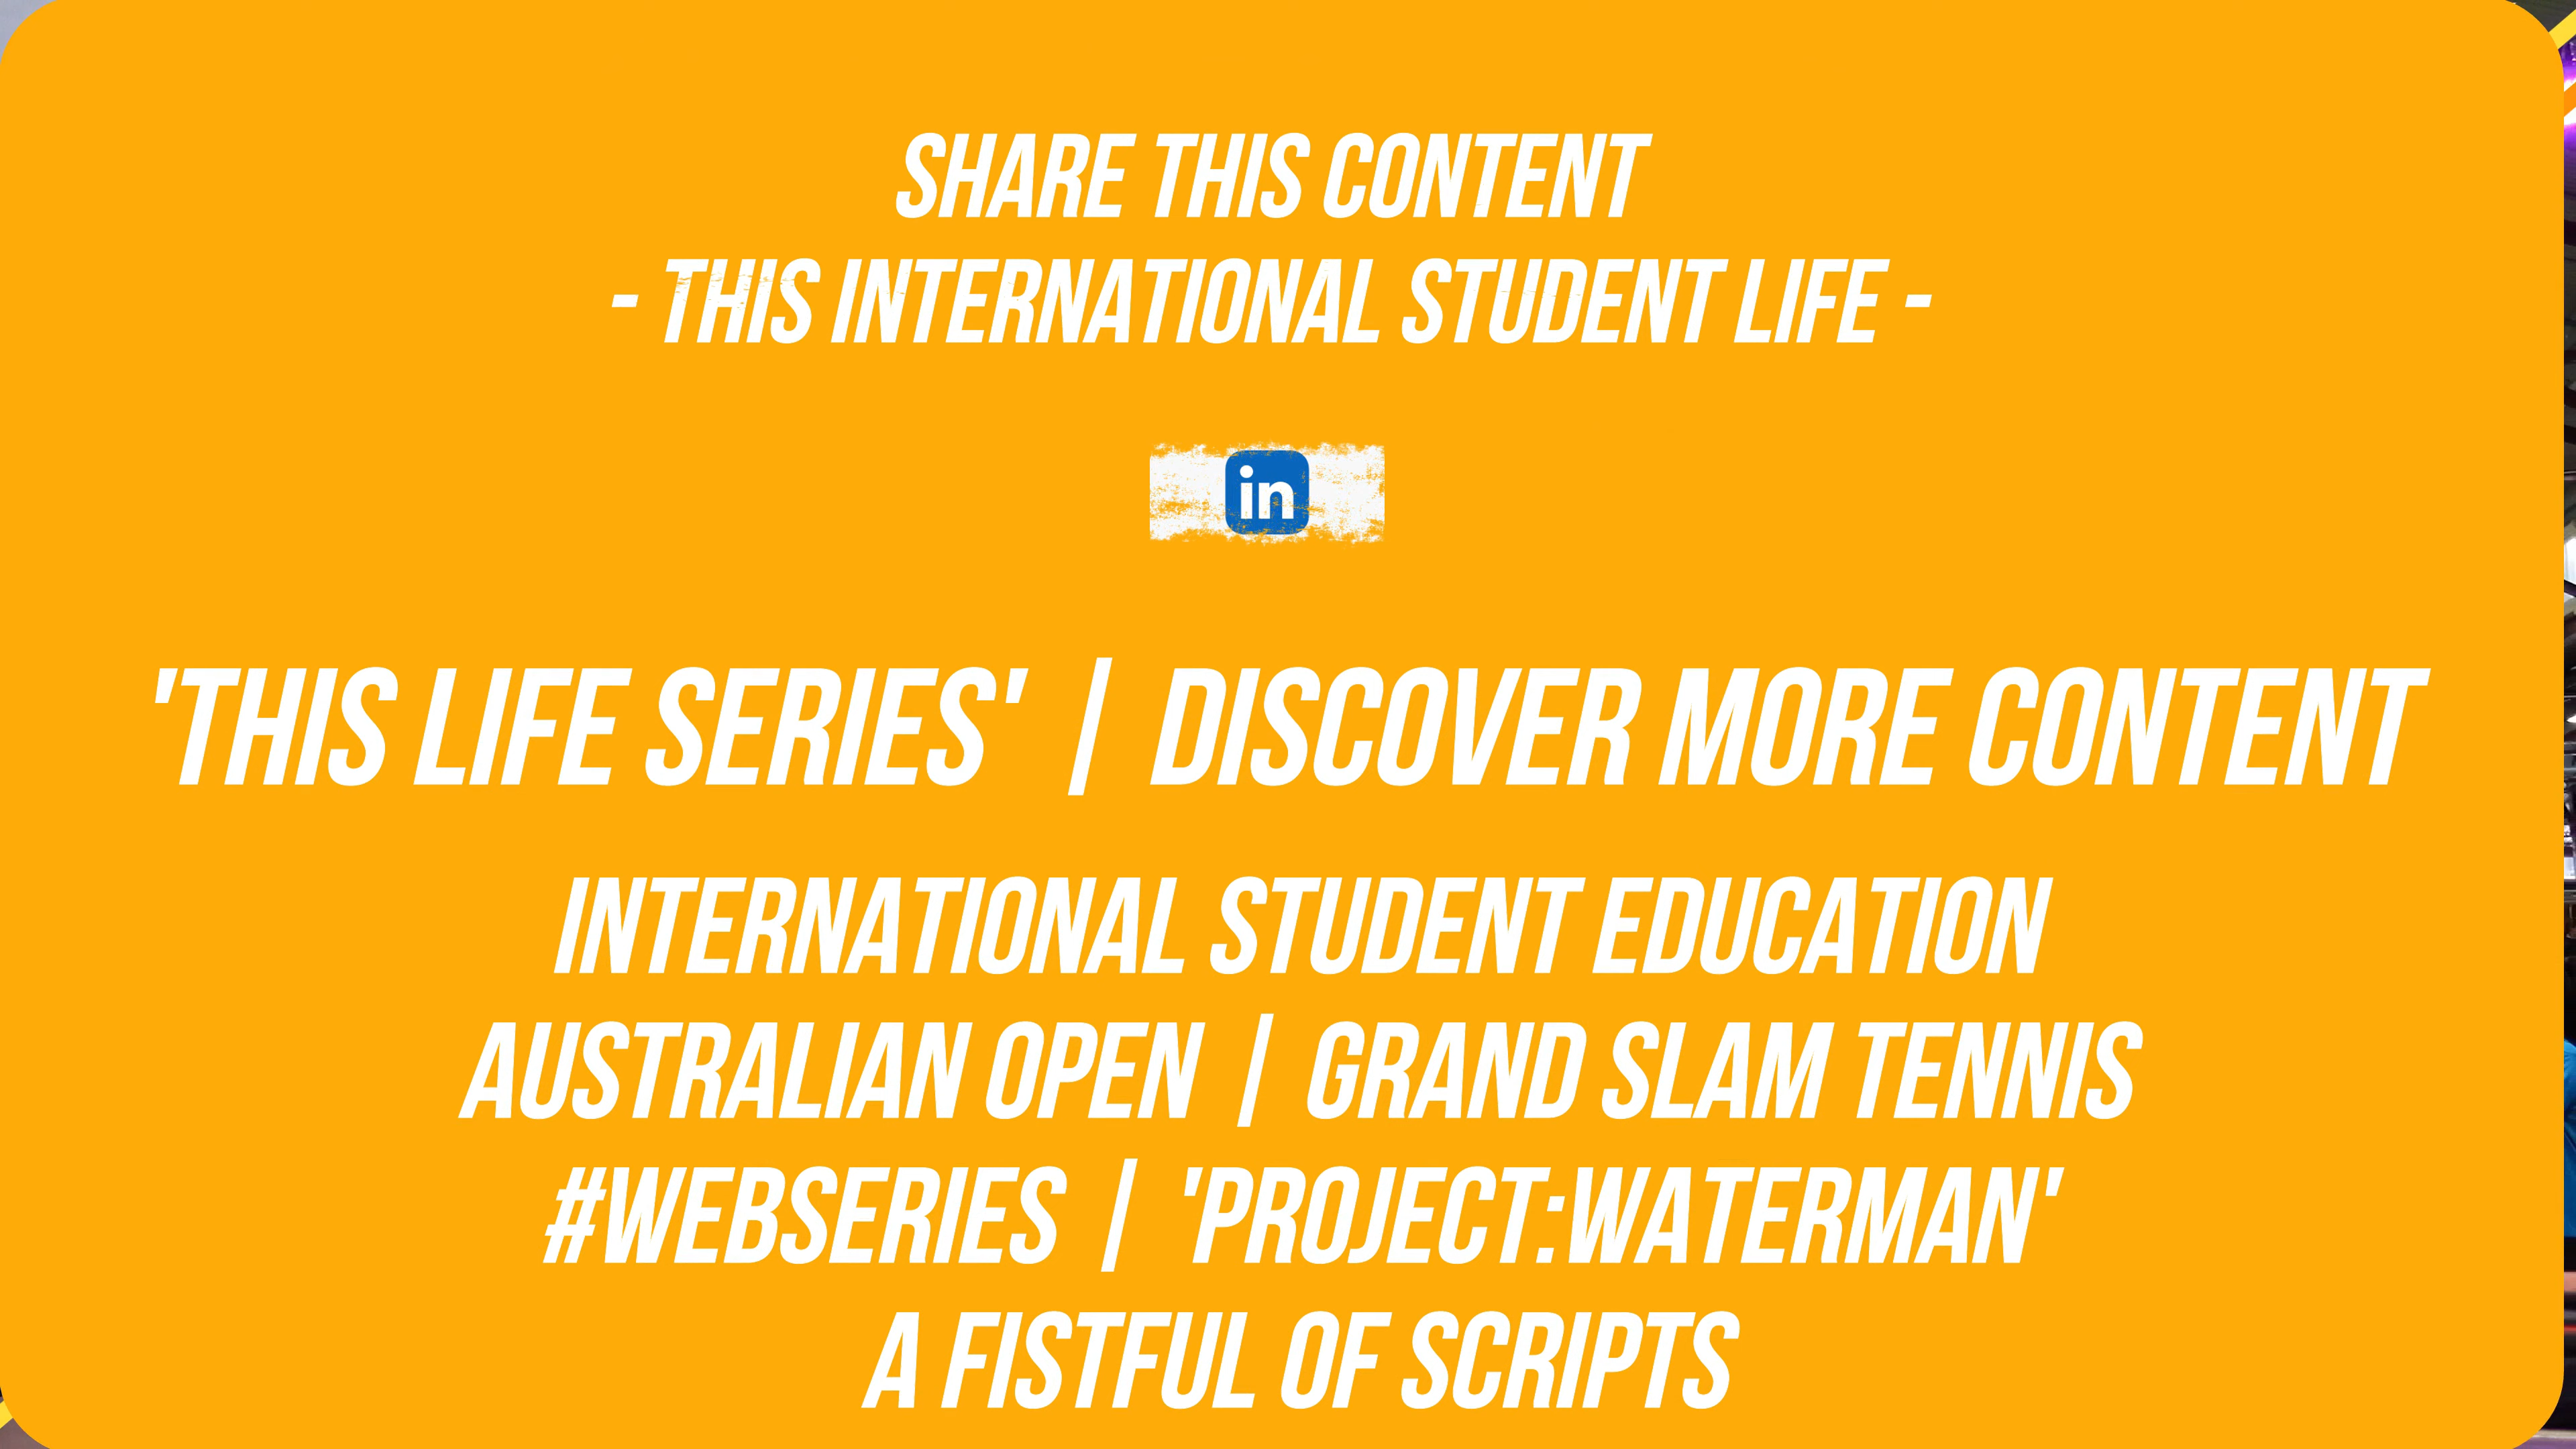 SHARE THIS CONTENT
- THIS INTERNATIONAL STUDENT LIFE -
in
'THIS LIFE SERIES' | DISCOVER MORE CONTENT
INTERNATIONAL STUDENT EDUCATION
AUSTRALIAN OPEN | GRAND SLAM TENNIS
#WEBSERIES | 'PROJECT:WATERMAN'
A FISTFUL OF SCRIPTS